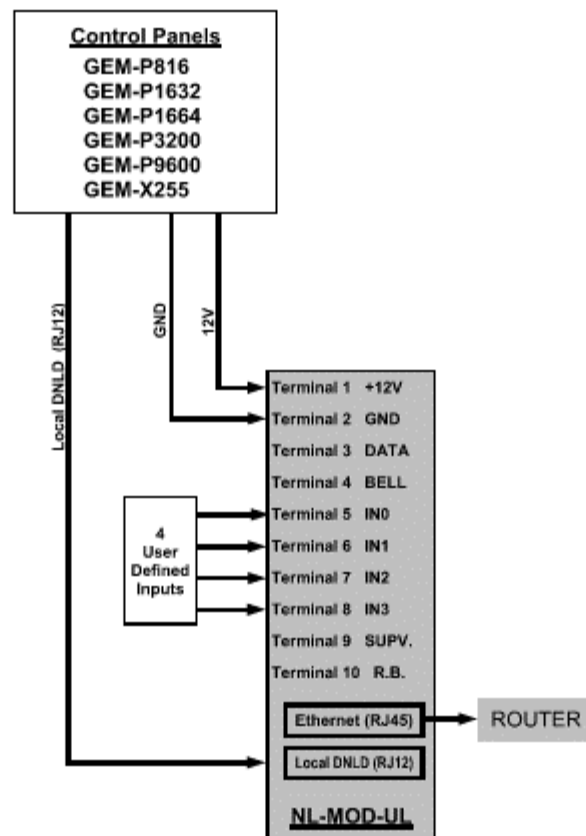 Control Panels
GEM-P816
GEM-P1632
GEM-P1664
GEM-P3200
GEM-P9600
GEM-X255
Local DNLD (RJ12)
GND
12V
Terminal 1 +12V
Terminal 2 GND
Terminal 3 DATA
Terminal 4 BELL
Terminal 5 IN0
Terminal 6 IN1
Terminal 7 IN2
Terminal 8 IN3
Terminal 9 SUPV.
Terminal 10 R.B.
4
User
Defined
Inputs
Ethernet (RJ45)
ROUTER
Local DNLD (RJ12)
NL-MOD-UL